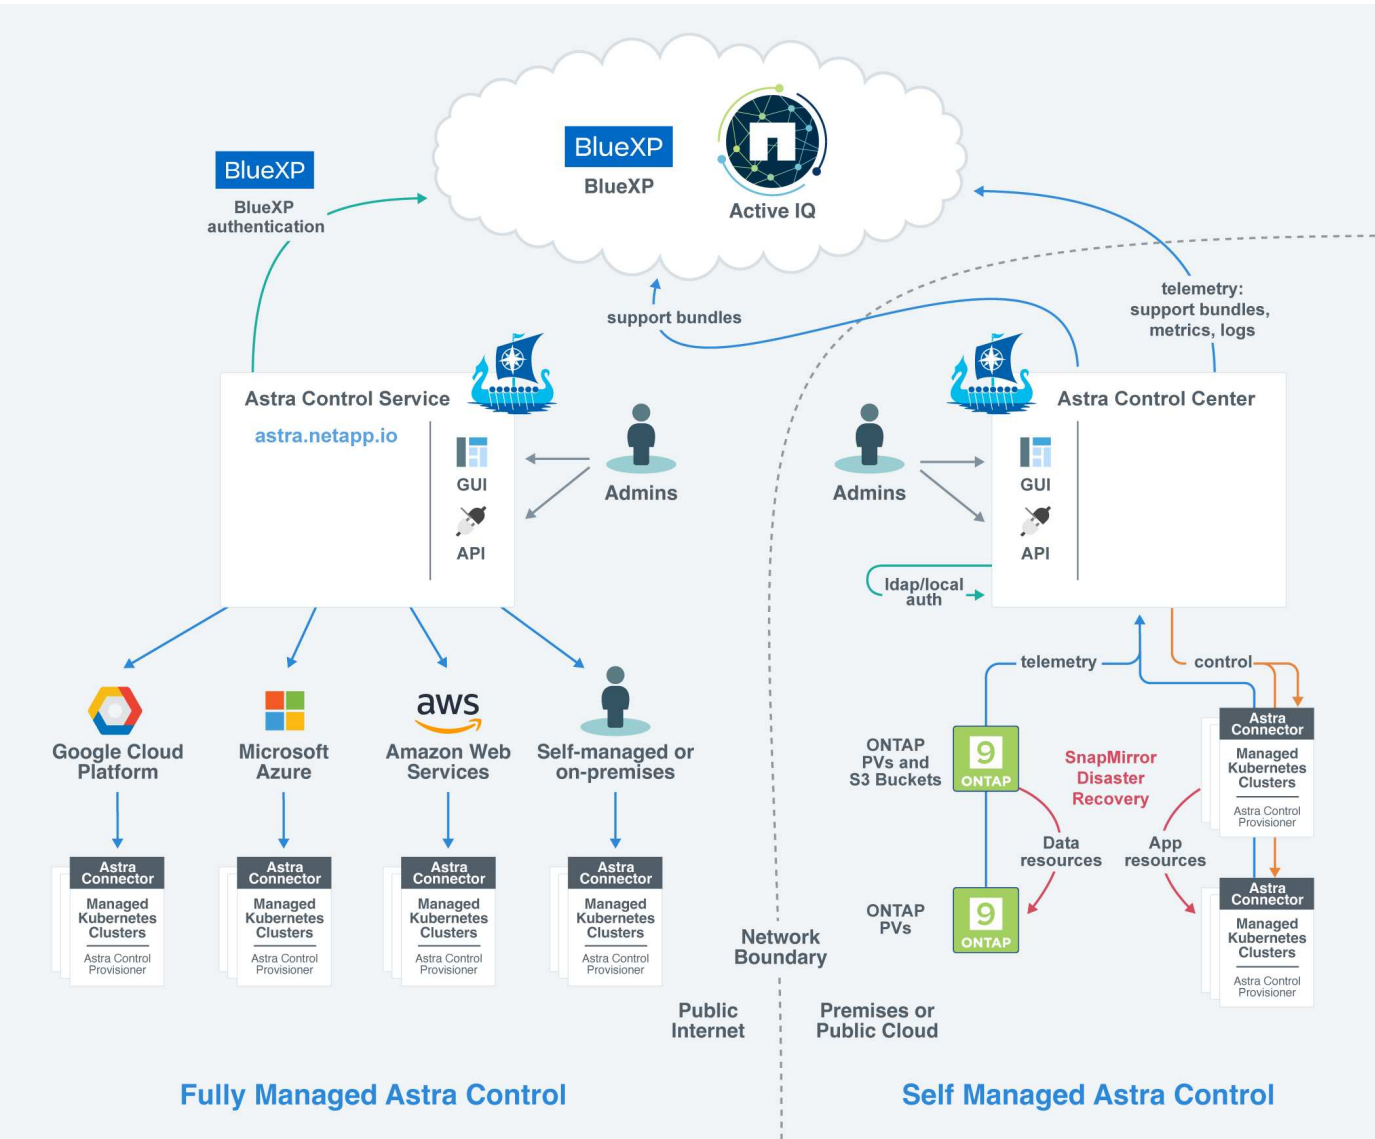 BlueXP
BlueXP
Active IQ
BlueXP
BlueXP
authentication
support bundles
telemetry:
support bundles,
metrics, logs
Astra Control Service
astra.netapp.io
GUI
API
Admins
Admins
Astra Control Center
GUI
API
ldap/local
auth
telemetry
control
Google Cloud
Platform
Microsoft
Azure
aws
Amazon Web
Services
Self-managed or
on-premises
Astra
Connector
Managed
Kubernetes
Clusters
Astra Control
Provisioner
Astra
Connector
Managed
Kubernetes
Clusters
Astra Control
Provisioner
Astra
Connector
Managed
Kubernetes
Clusters
Astra Control
Provisioner
Astra
Connector
Managed
Kubernetes
Clusters
Astra Control
Provisioner
ONTAP
PVs and
S3 Buckets
9
ONTAP
SnapMirror
Disaster
Recovery
Astra
Connector
Managed
Kubernetes
Clusters
Astra Control
Provisioner
Data
resources
App
resources
ONTAP
PVs
9
ONTAP
Astra
Connector
Managed
Kubernetes
Clusters
Astra Control
Provisioner
Network
Boundary
Public
Internet
Premises or
Public Cloud
Fully Managed Astra Control
Self Managed Astra Control